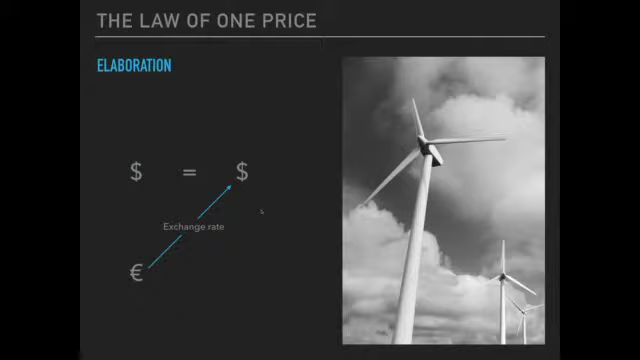 THE LAW OF ONE PRICE
ELABORATION
$ = $
Exchange rate
€